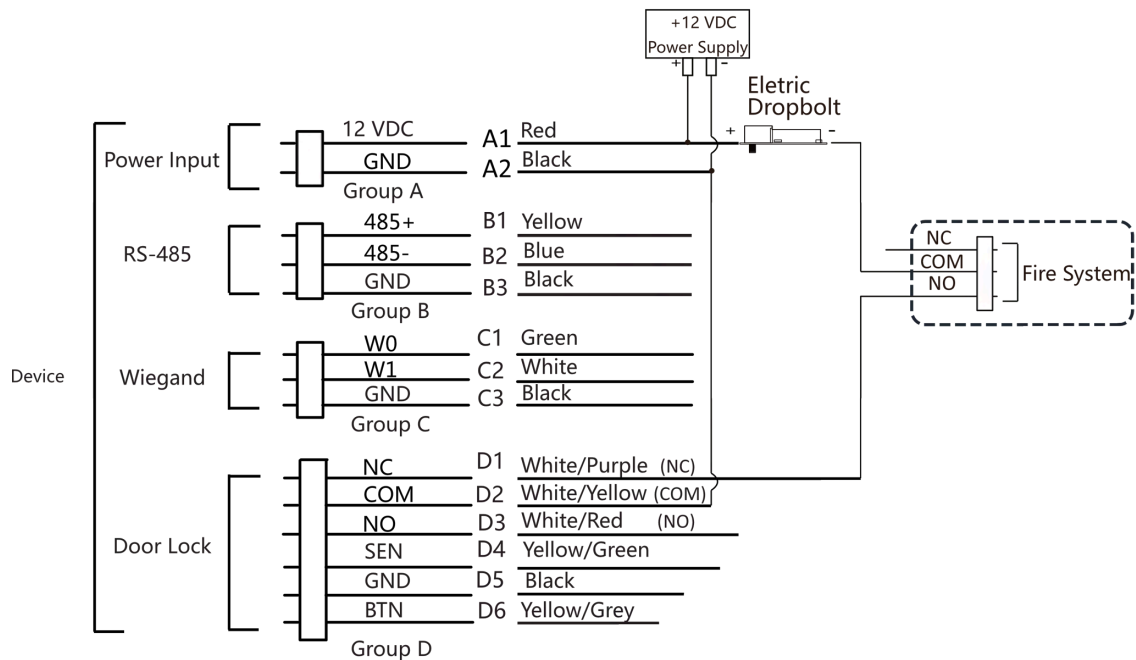 +12 VDC
Power Supply
+ -
Eletric
Dropbolt
+ -
Device
Power Input
12 VDC A1 Red
GND A2 Black
Group A
RS-485
485+ B1 Yellow
485- B2 Blue
GND B3 Black
Group B
NC
COM
NO
Fire System
Wiegand
W0 C1 Green
W1 C2 White
GND C3 Black
Group C
Door Lock
NC D1 White/Purple (NC)
COM D2 White/Yellow (COM)
NO D3 White/Red (NO)
SEN D4 Yellow/Green
GND D5 Black
BTN D6 Yellow/Grey
Group D